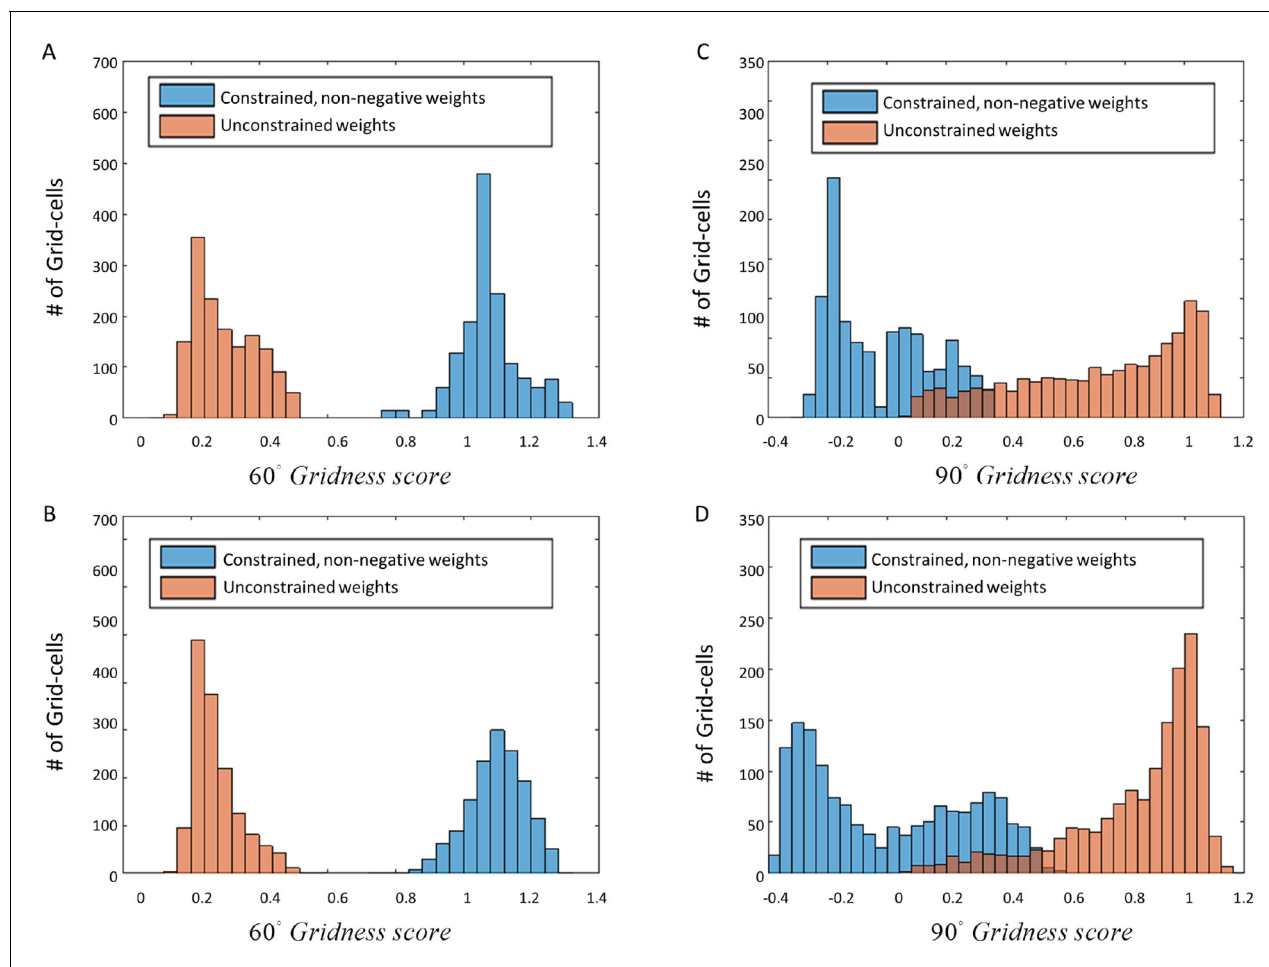 A
700
600
500
400
300
200
100
0
# of Grid-cells
Constrained, non-negative weights
Unconstrained weights
0 0.2 0.4 0.6 0.8 1 1.2 1.4
60° Gridness score
C
350
300
250
200
150
100
50
0
# of Grid-cells
Constrained, non-negative weights
Unconstrained weights
-0.4 -0.2 0 0.2 0.4 0.6 0.8 1 1.2
90° Gridness score
B
700
600
500
400
300
200
100
0
# of Grid-cells
Constrained, non-negative weights
Unconstrained weights
0 0.2 0.4 0.6 0.8 1 1.2 1.4
60° Gridness score
D
350
300
250
200
150
100
50
0
# of Grid-cells
Constrained, non-negative weights
Unconstrained weights
-0.4 -0.2 0 0.2 0.4 0.6 0.8 1 1.2
90° Gridness score